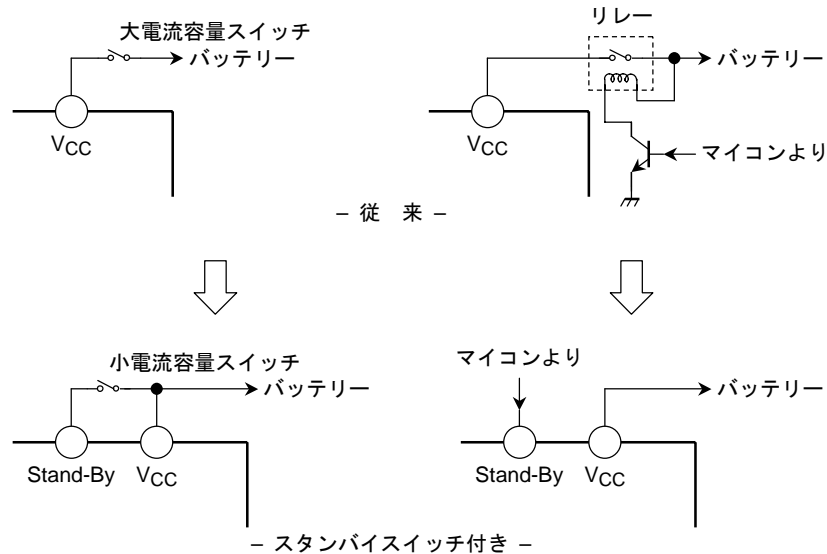 大電流容量スイッチ
バッテリー
VCC
リレー
バッテリー
VCC
マイコンより
– 従 来 –
小電流容量スイッチ
バッテリー
Stand-By VCC
マイコンより
バッテリー
Stand-By VCC
– スタンバイスイッチ付き –